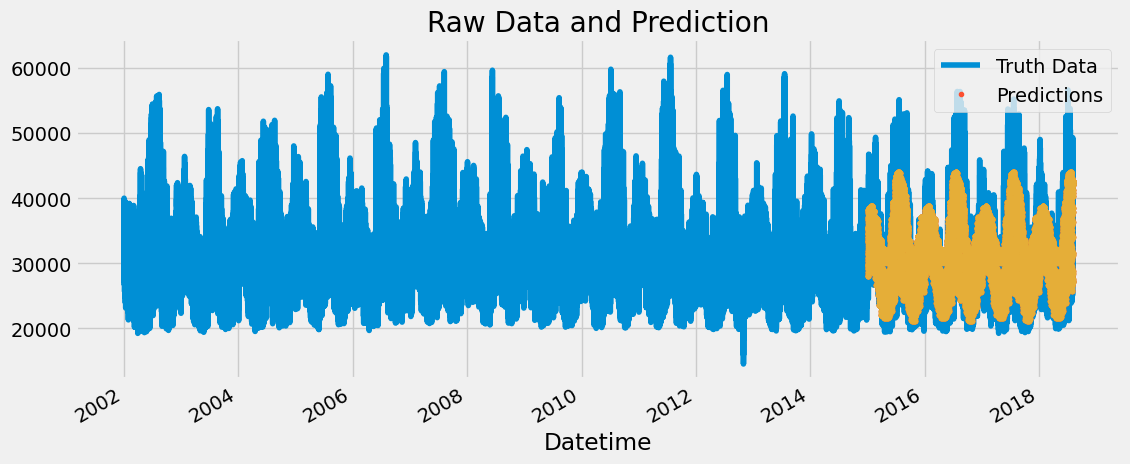 Raw Data and Prediction
60000
50000
40000
30000
20000
Truth Data
Predictions
2002 2004 2006 2008 2010 2012 2014 2016 2018
Datetime